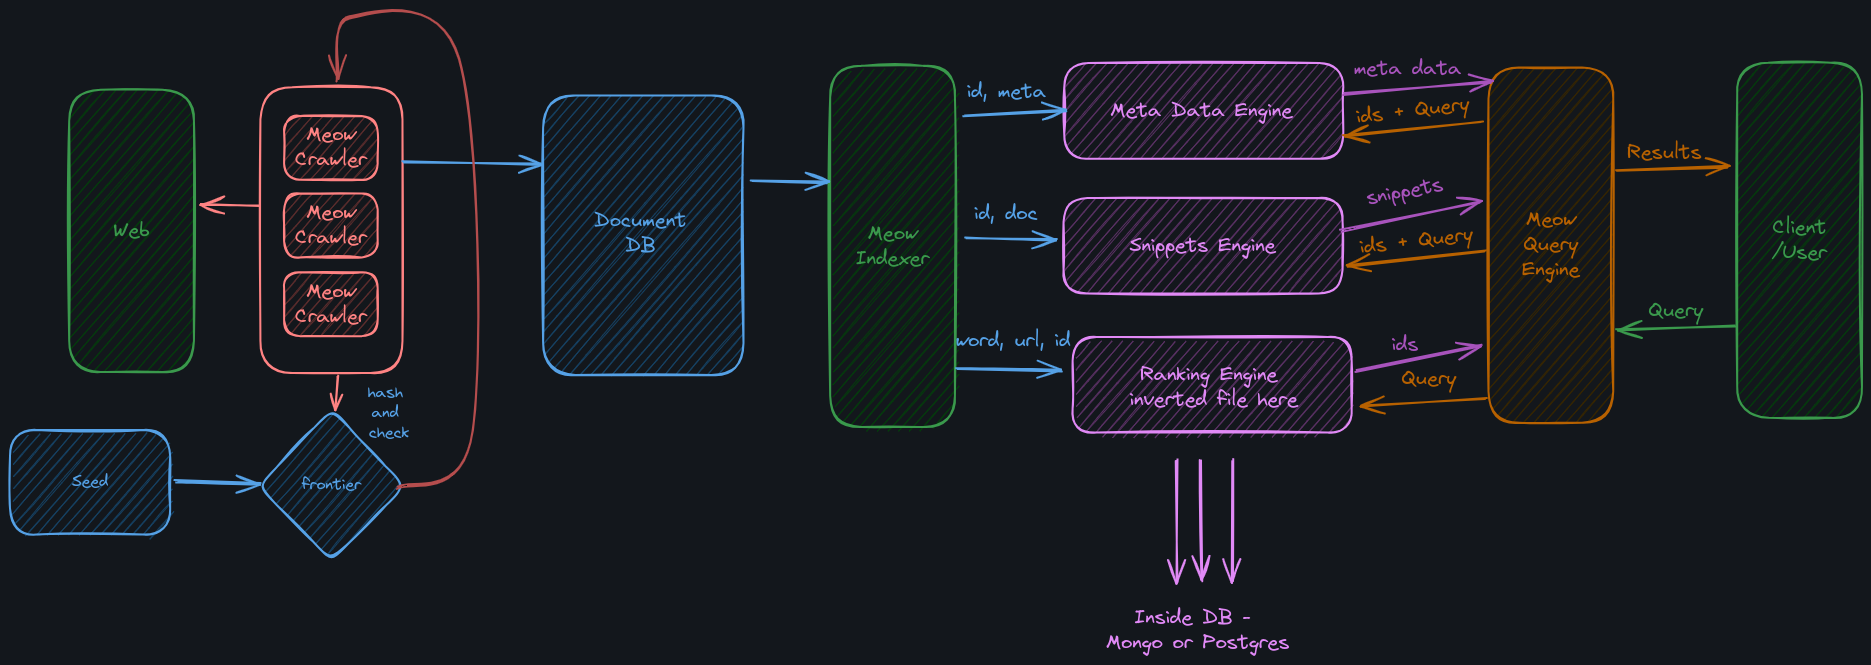 Web
Meow
Crawler
Meow
Crawler
Meow
Crawler
hash
and
check
Seed
frontier
Document
DB
Meow
Indexer
id, meta
id, doc
word, url, id
Meta Data Engine
Snippets Engine
Ranking Engine
inverted file here
Inside DB -
Mongo or Postgres
meta data
ids + Query
snippets
ids + Query
ids
Query
Meow
Query
Engine
Results
Query
Client
/User